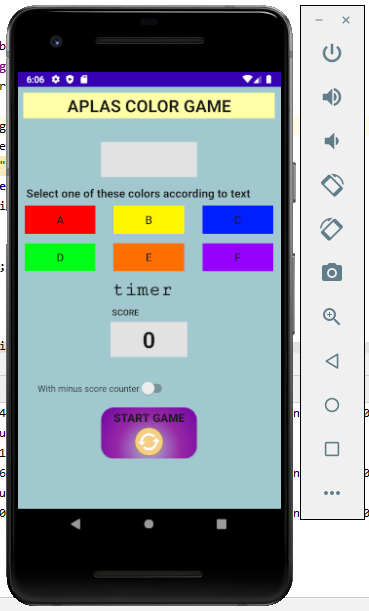 6:06
APLAS COLOR GAME
Select one of these colors according to text
A B C
D E F
timer
SCORE
0
With minus score counter
START GAME